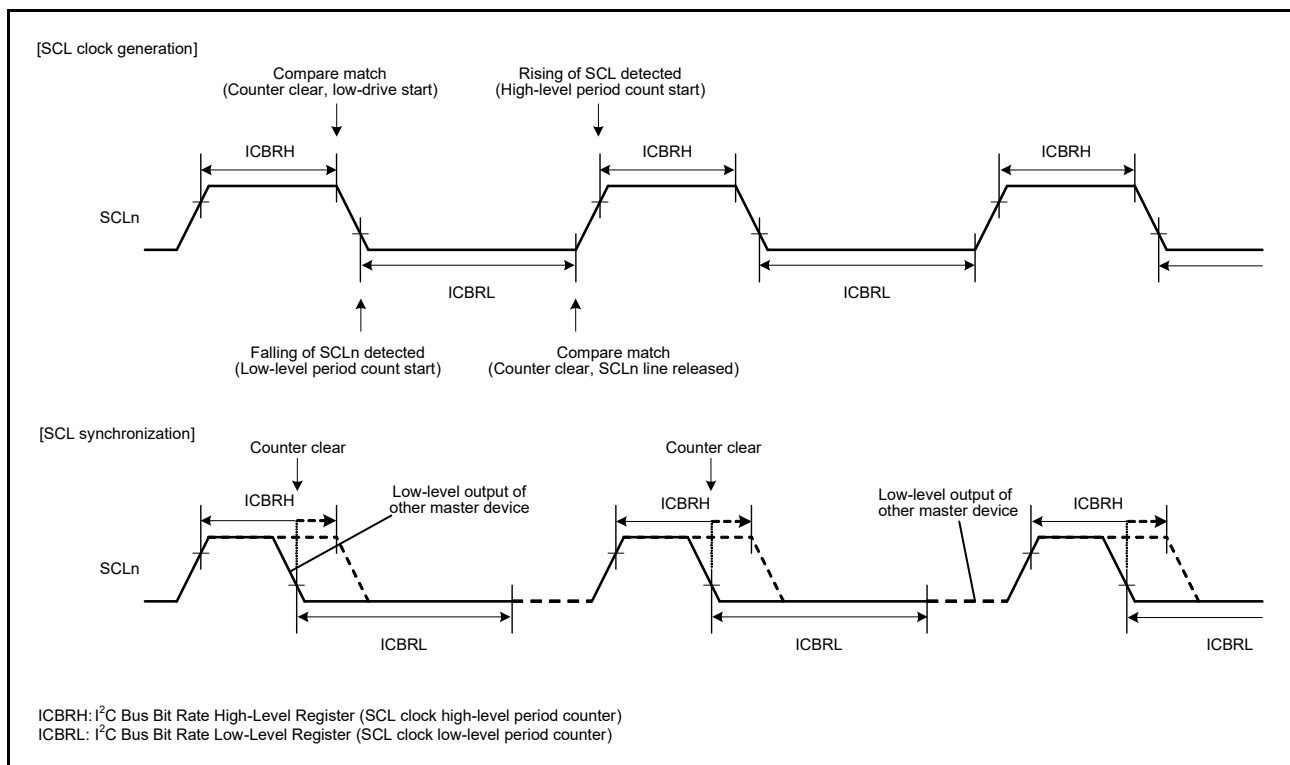 [SCL clock generation]
Compare match
(Counter clear, low-drive start)
Rising of SCL detected
(High-level period count start)
ICBRH
ICBRH
ICBRH
SCLn
ICBRL
ICBRL
Falling of SCLn detected
(Low-level period count start)
Compare match
(Counter clear, SCLn line released)
[SCL synchronization]
Counter clear
Counter clear
ICBRH
Low-level output of
other master device
ICBRH
Low-level output of
other master device
ICBRH
SCLn
ICBRL
ICBRL
ICBRL
ICBRH: I²C Bus Bit Rate High-Level Register (SCL clock high-level period counter)
ICBRL: I²C Bus Bit Rate Low-Level Register (SCL clock low-level period counter)